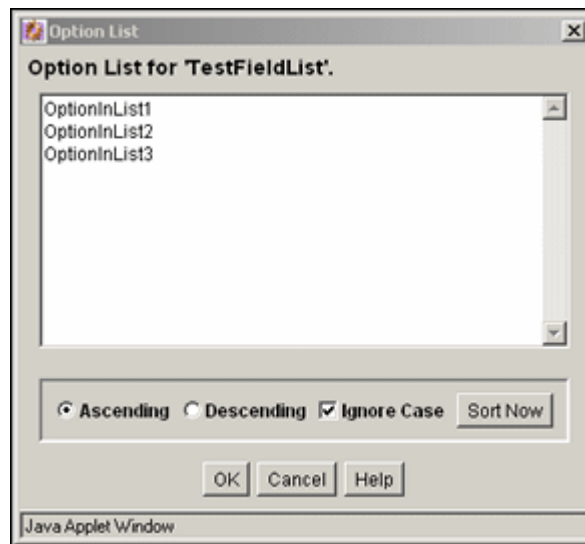 Option List
Option List for 'TestFieldList'.
OptionInList1
OptionInList2
OptionInList3
Ascending Descending Ignore Case Sort Now
OK Cancel Help
Java Applet Window